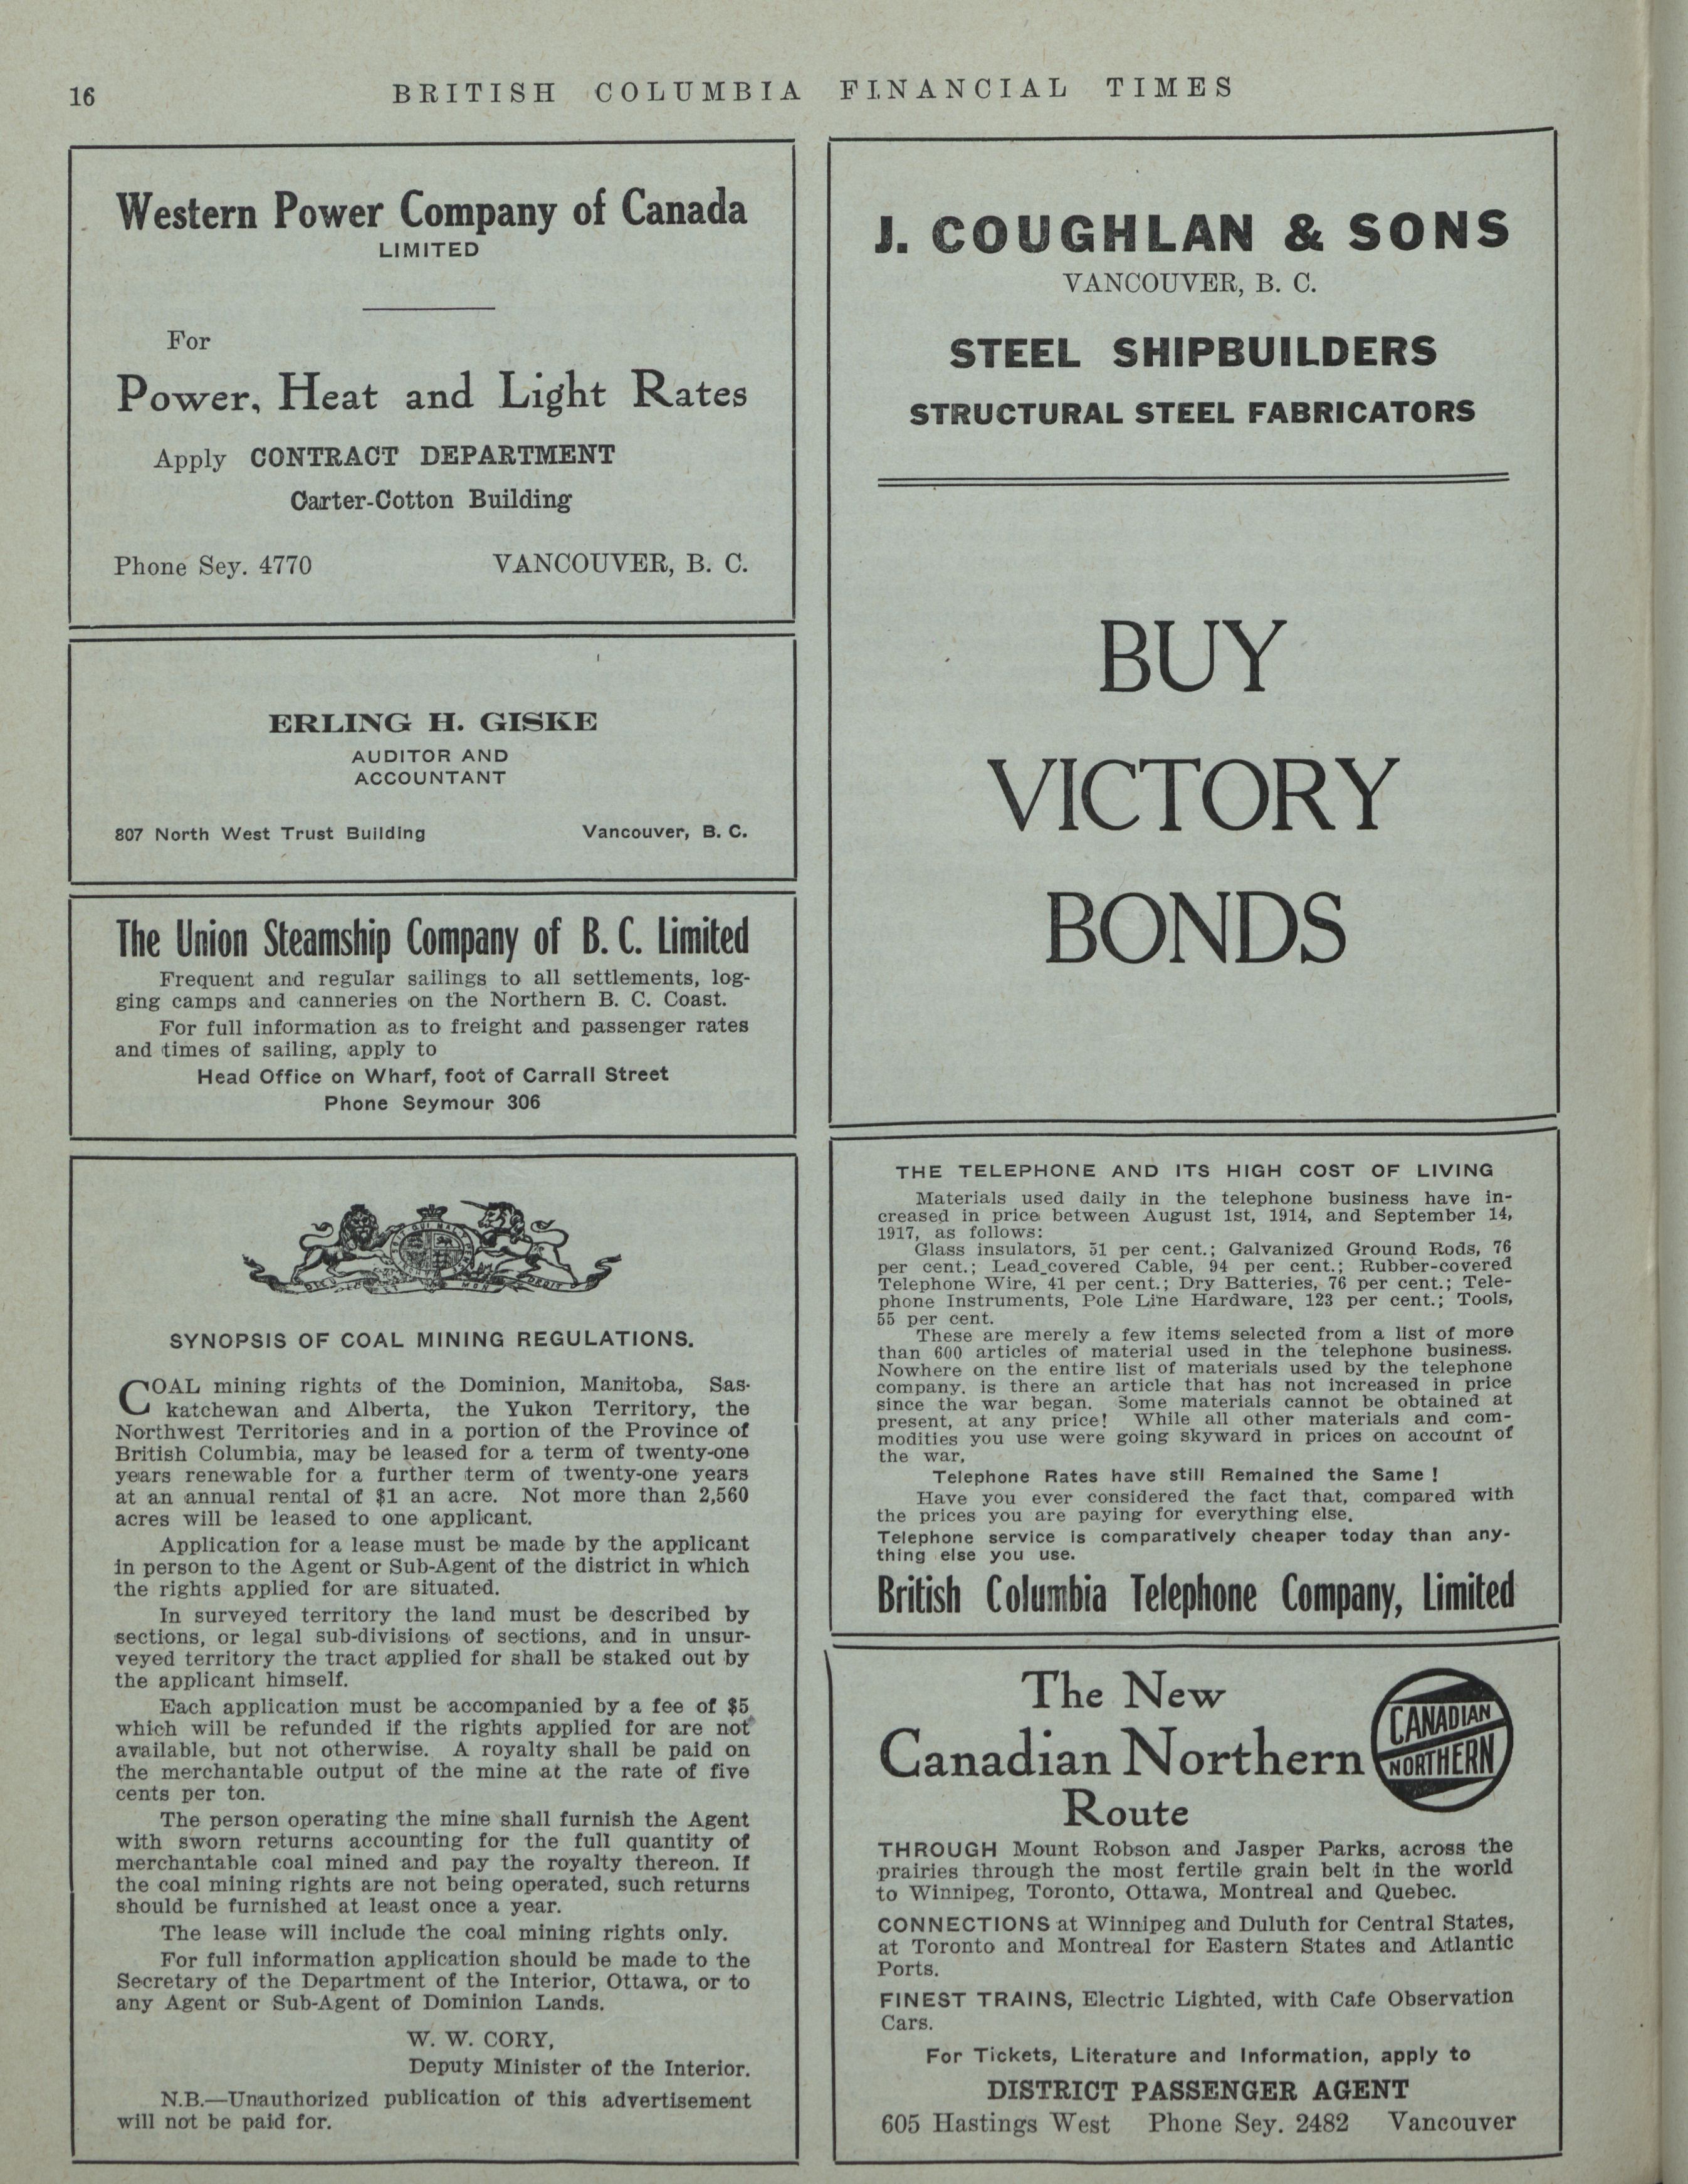 16
BRITISH COLUMBIA FINANCIAL TIMES
Western Power Company of Canada
LIMITED
For
Power, Heat and Light Rates
Apply CONTRACT DEPARTMENT
Carter-Cotton Building
Phone Sey. 4770 VANCOUVER, B. C.
ERLING H. GISKE
AUDITOR AND
ACCOUNTANT
807 North West Trust Building Vancouver, B. C.
The Union Steamship Company of B. C. Limited
Frequent and regular sailings to all settlements, log-
ging camps and canneries on the Northern B. C. Coast.
For full information as to freight and passenger rates
and times of sailing, apply to
Head Office on Wharf, foot of Carrall Street
Phone Seymour 306
SYNOPSIS OF COAL MINING REGULATIONS.
COAL mining rights of the Dominion, Manitoba, Sas-
katchewan and Alberta, the Yukon Territory, the
Northwest Territories and in a portion of the Province of
British Columbia, may be leased for a term of twenty-one
years renewable for a further term of twenty-one years
at an annual rental of $1 an acre. Not more than 2,560
acres will be leased to one applicant.
Application for a lease must be made by the applicant
in person to the Agent or Sub-Agent of the district in which
the rights applied for are situated.
In surveyed territory the land must be described by
sections, or legal sub-divisions of sections, and in unsur-
veyed territory the tract applied for shall be staked out by
the applicant himself.
Each application must be accompanied by a fee of $5
which will be refunded if the rights applied for are not
available, but not otherwise. A royalty shall be paid on
the merchantable output of the mine at the rate of five
cents per ton.
The person operating the mine shall furnish the Agent
with sworn returns accounting for the full quantity of
merchantable coal mined and pay the royalty thereon. If
the coal mining rights are not being operated, such returns
should be furnished at least once a year.
The lease will include the coal mining rights only.
For full information application should be made to the
Secretary of the Department of the Interior, Ottawa, or to
any Agent or Sub-Agent of Dominion Lands.
W. W. CORY,
Deputy Minister of the Interior.
N.B.—Unauthorized publication of this advertisement
will not be paid for.
J. COUGHLAN & SONS
VANCOUVER, B. C.
STEEL SHIPBUILDERS
STRUCTURAL STEEL FABRICATORS
BUY
VICTORY
BONDS
THE TELEPHONE AND ITS HIGH COST OF LIVING
Materials used daily in the telephone business have in-
creased in price between August 1st, 1914, and September 14,
1917, as follows:
Glass insulators, 51 per cent.; Galvanized Ground Rods, 76
per cent.; Lead-covered Cable, 94 per cent.; Rubber-covered
Telephone Wire, 41 per cent.; Dry Batteries, 76 per cent.; Tele-
phone Instruments, Pole Line Hardware, 123 per cent.; Tools,
55 per cent.
These are merely a few items selected from a list of more
than 600 articles of material used in the telephone business.
Nowhere on the entire list of materials used by the telephone
company. is there an article that has not increased in price
since the war began. Some materials cannot be obtained at
present, at any price! While all other materials and com-
modities you use were going skyward in prices on account of
the war,
Telephone Rates have still Remained the Same !
Have you ever considered the fact that, compared with
the prices you are paying for everything else,
Telephone service is comparatively cheaper today than any-
thing else you use.
British Columbia Telephone Company, Limited
The New
Canadian Northern
Route
CANADIAN
NORTHERN
THROUGH Mount Robson and Jasper Parks, across the
prairies through the most fertile grain belt in the world
to Winnipeg, Toronto, Ottawa, Montreal and Quebec.
CONNECTIONS at Winnipeg and Duluth for Central States,
at Toronto and Montreal for Eastern States and Atlantic
Ports.
FINEST TRAINS, Electric Lighted, with Cafe Observation
Cars.
For Tickets, Literature and Information, apply to
DISTRICT PASSENGER AGENT
605 Hastings West Phone Sey. 2482 Vancouver